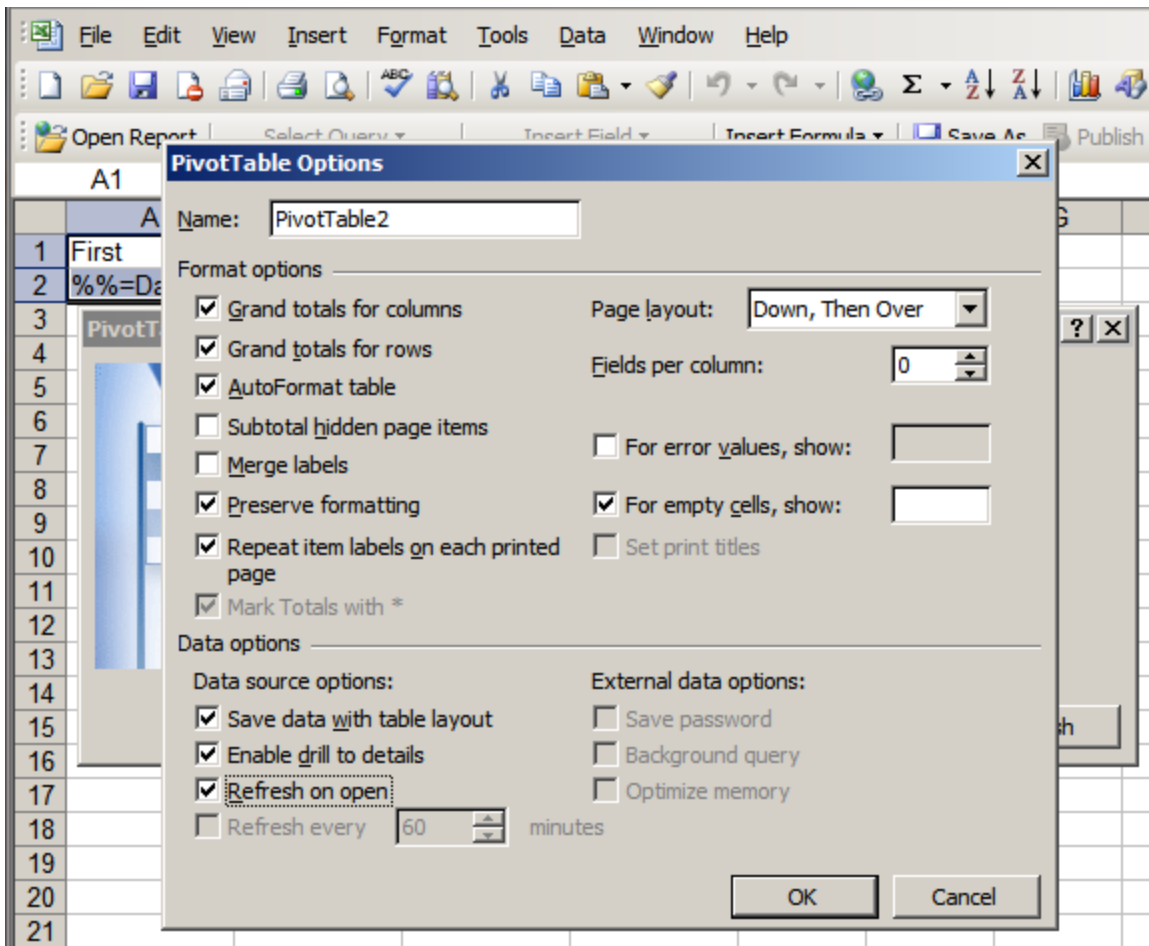 File Edit View Insert Format Tools Data Window Help
Open Report Select Query Insert Field Insert Formula Save As Publish
A1
PivotTable Options
A G
Name: PivotTable2
1 First
Format options
2 %%=Da
Grand totals for columns Page layout: Down, Then Over
3 PivotT
Grand totals for rows
4
Fields per column: 0
5 AutoFormat table
6 Subtotal hidden page items
For error values, show:
7 Merge labels
8
Preserve formatting For empty cells, show:
9
Repeat item labels on each printed Set print titles
10 page
11
Mark Totals with *
12
Data options
13
Data source options: External data options:
14
Save data with table layout Save password
15 sh
Enable drill to details Background query
16
Refresh on open Optimize memory
17
Refresh every 60 minutes
18
19
OK Cancel
20
21